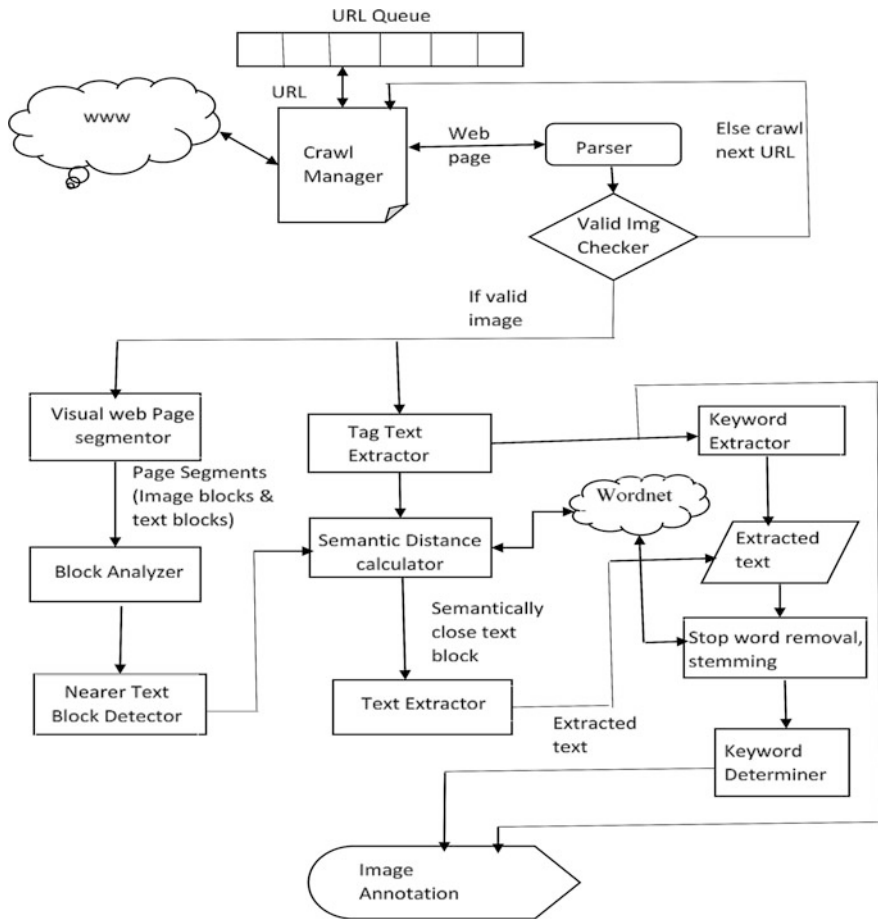 URL Queue
URL
www
Crawl
Manager
Web
page
Parser
Else crawl
next URL
Valid Img
Checker
If valid
image
Visual web Page
segmentor
Tag Text
Extractor
Keyword
Extractor
Page Segments
(Image blocks &
text blocks)
Wordnet
Semantic Distance
calculator
Extracted
text
Block Analyzer
Semantically
close text
block
Stop word removal,
stemming
Nearer Text
Block Detector
Text Extractor
Extracted
text
Keyword
Determiner
Image
Annotation